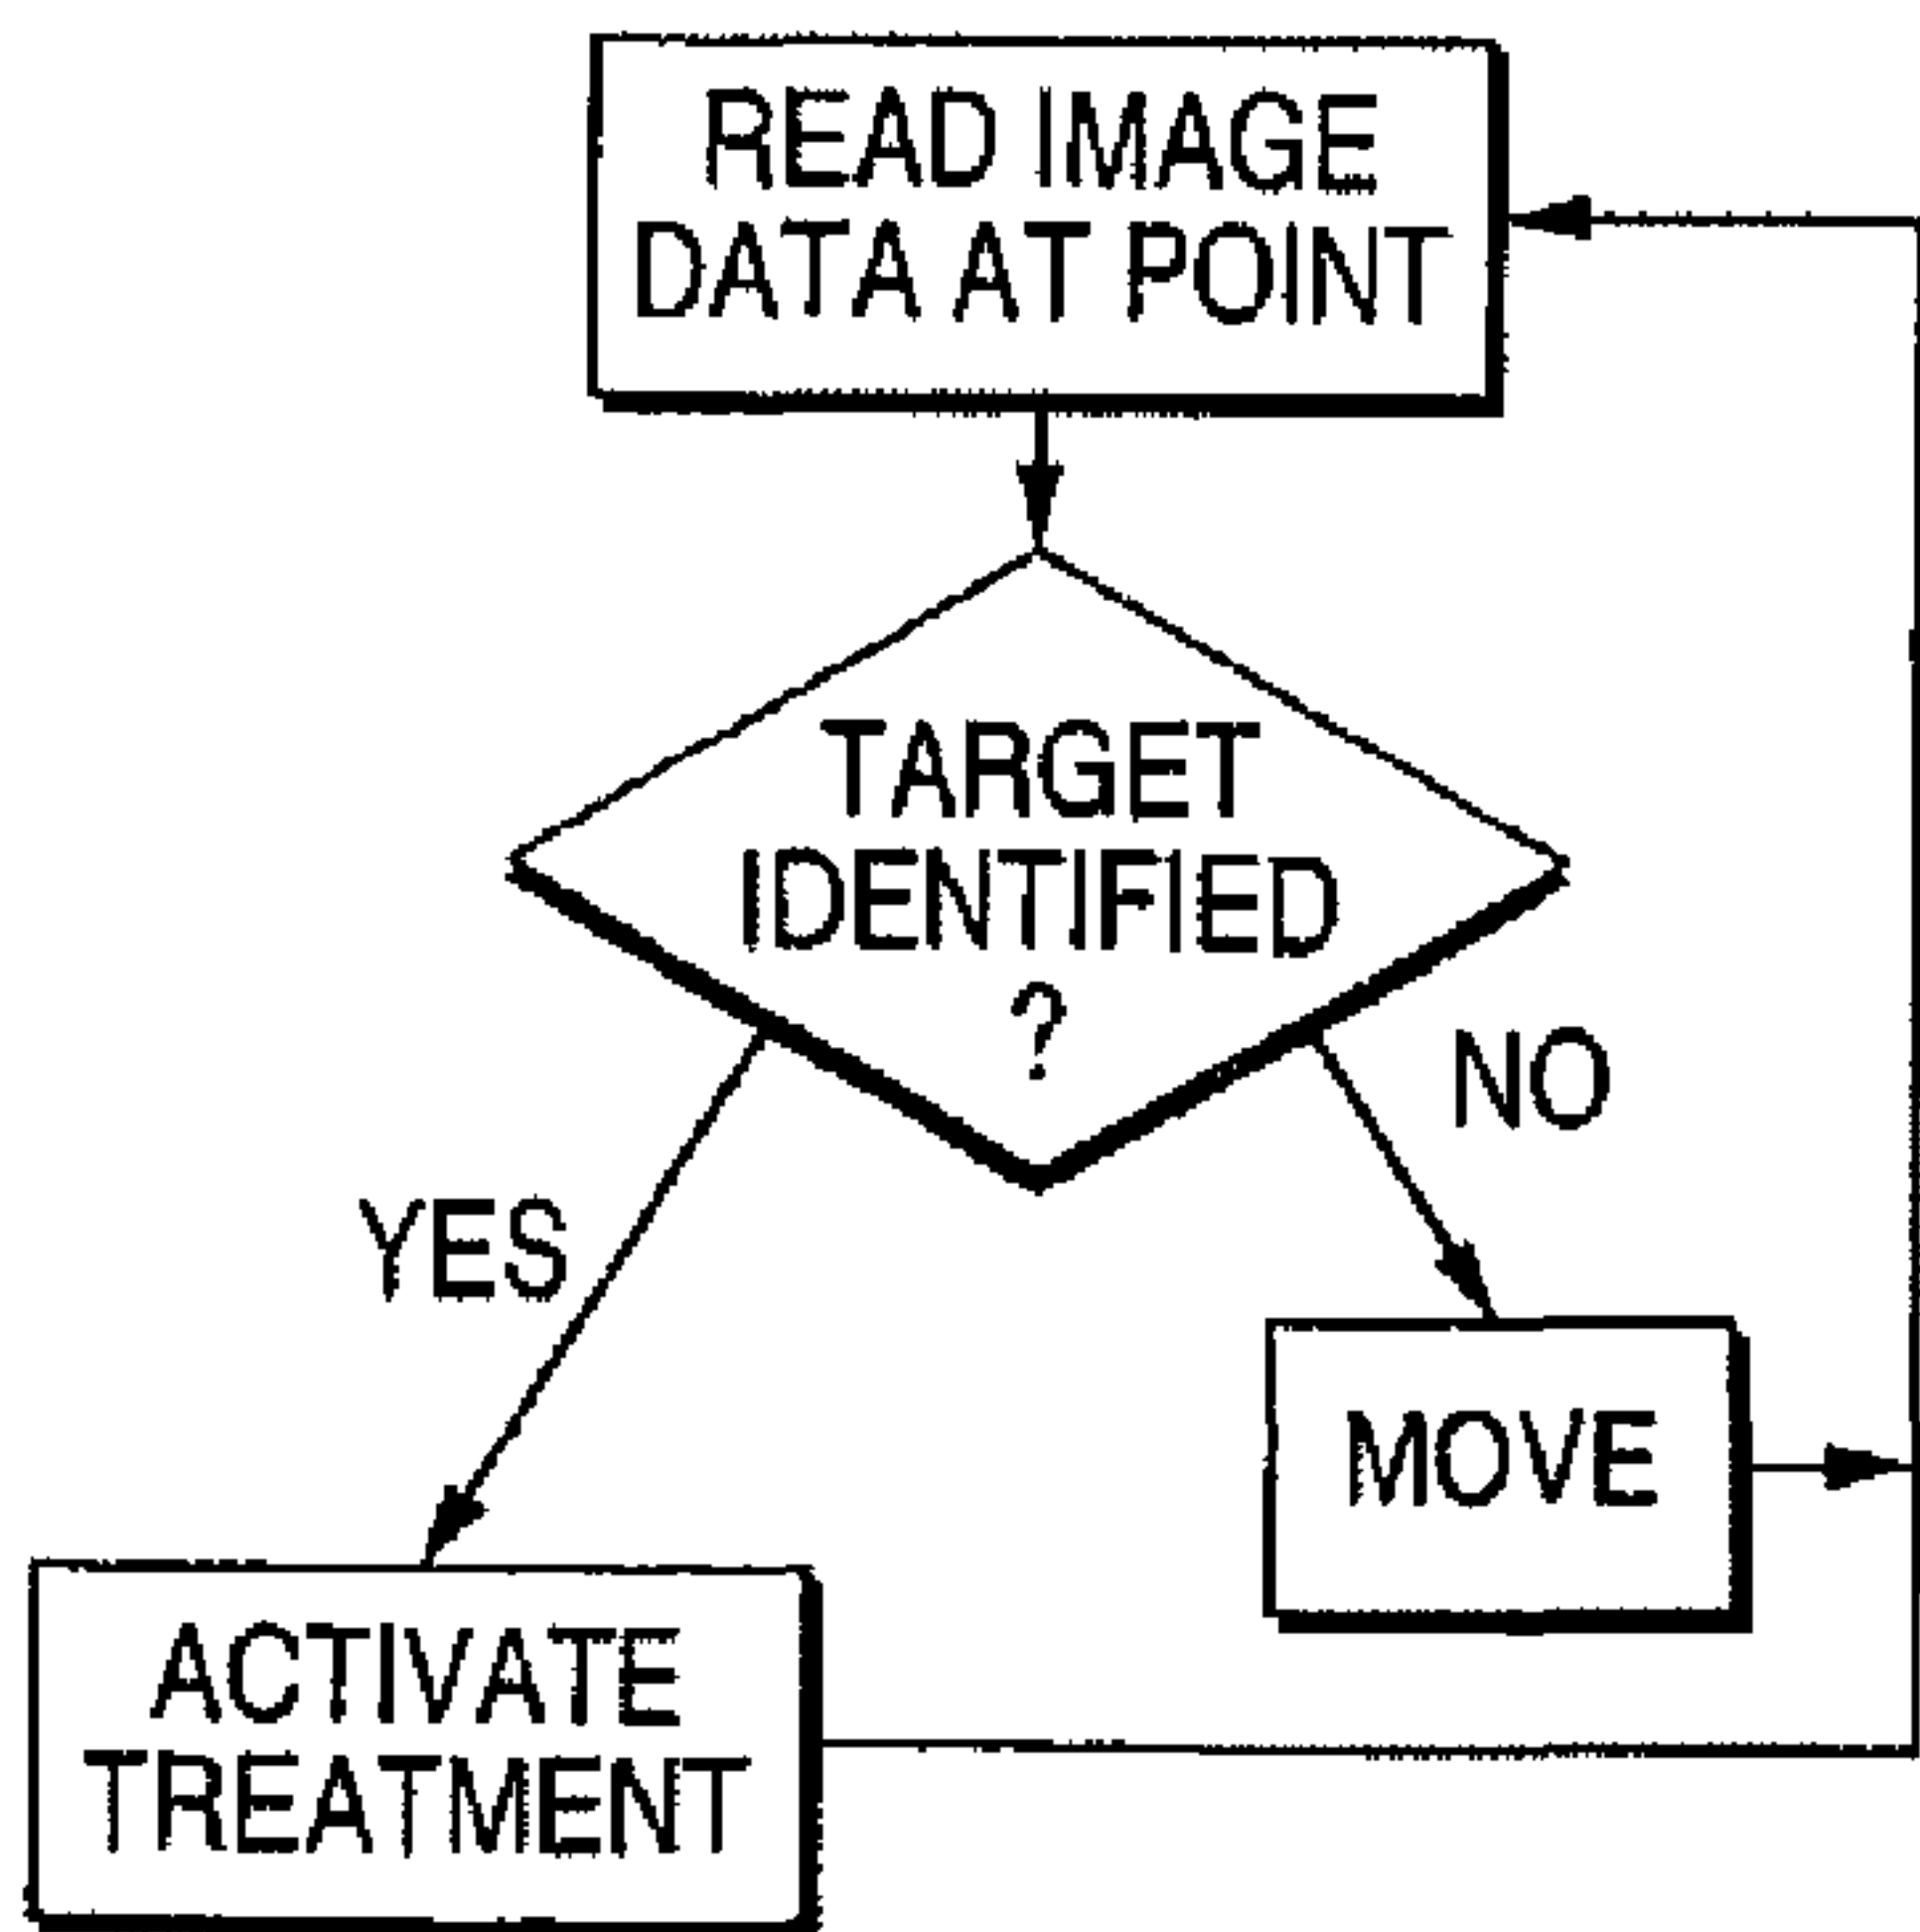 READ IMAGE
DATA AT POINT
TARGET
IDENTIFIED
?
NO
YES
MOVE
ACTIVATE
TREATMENT